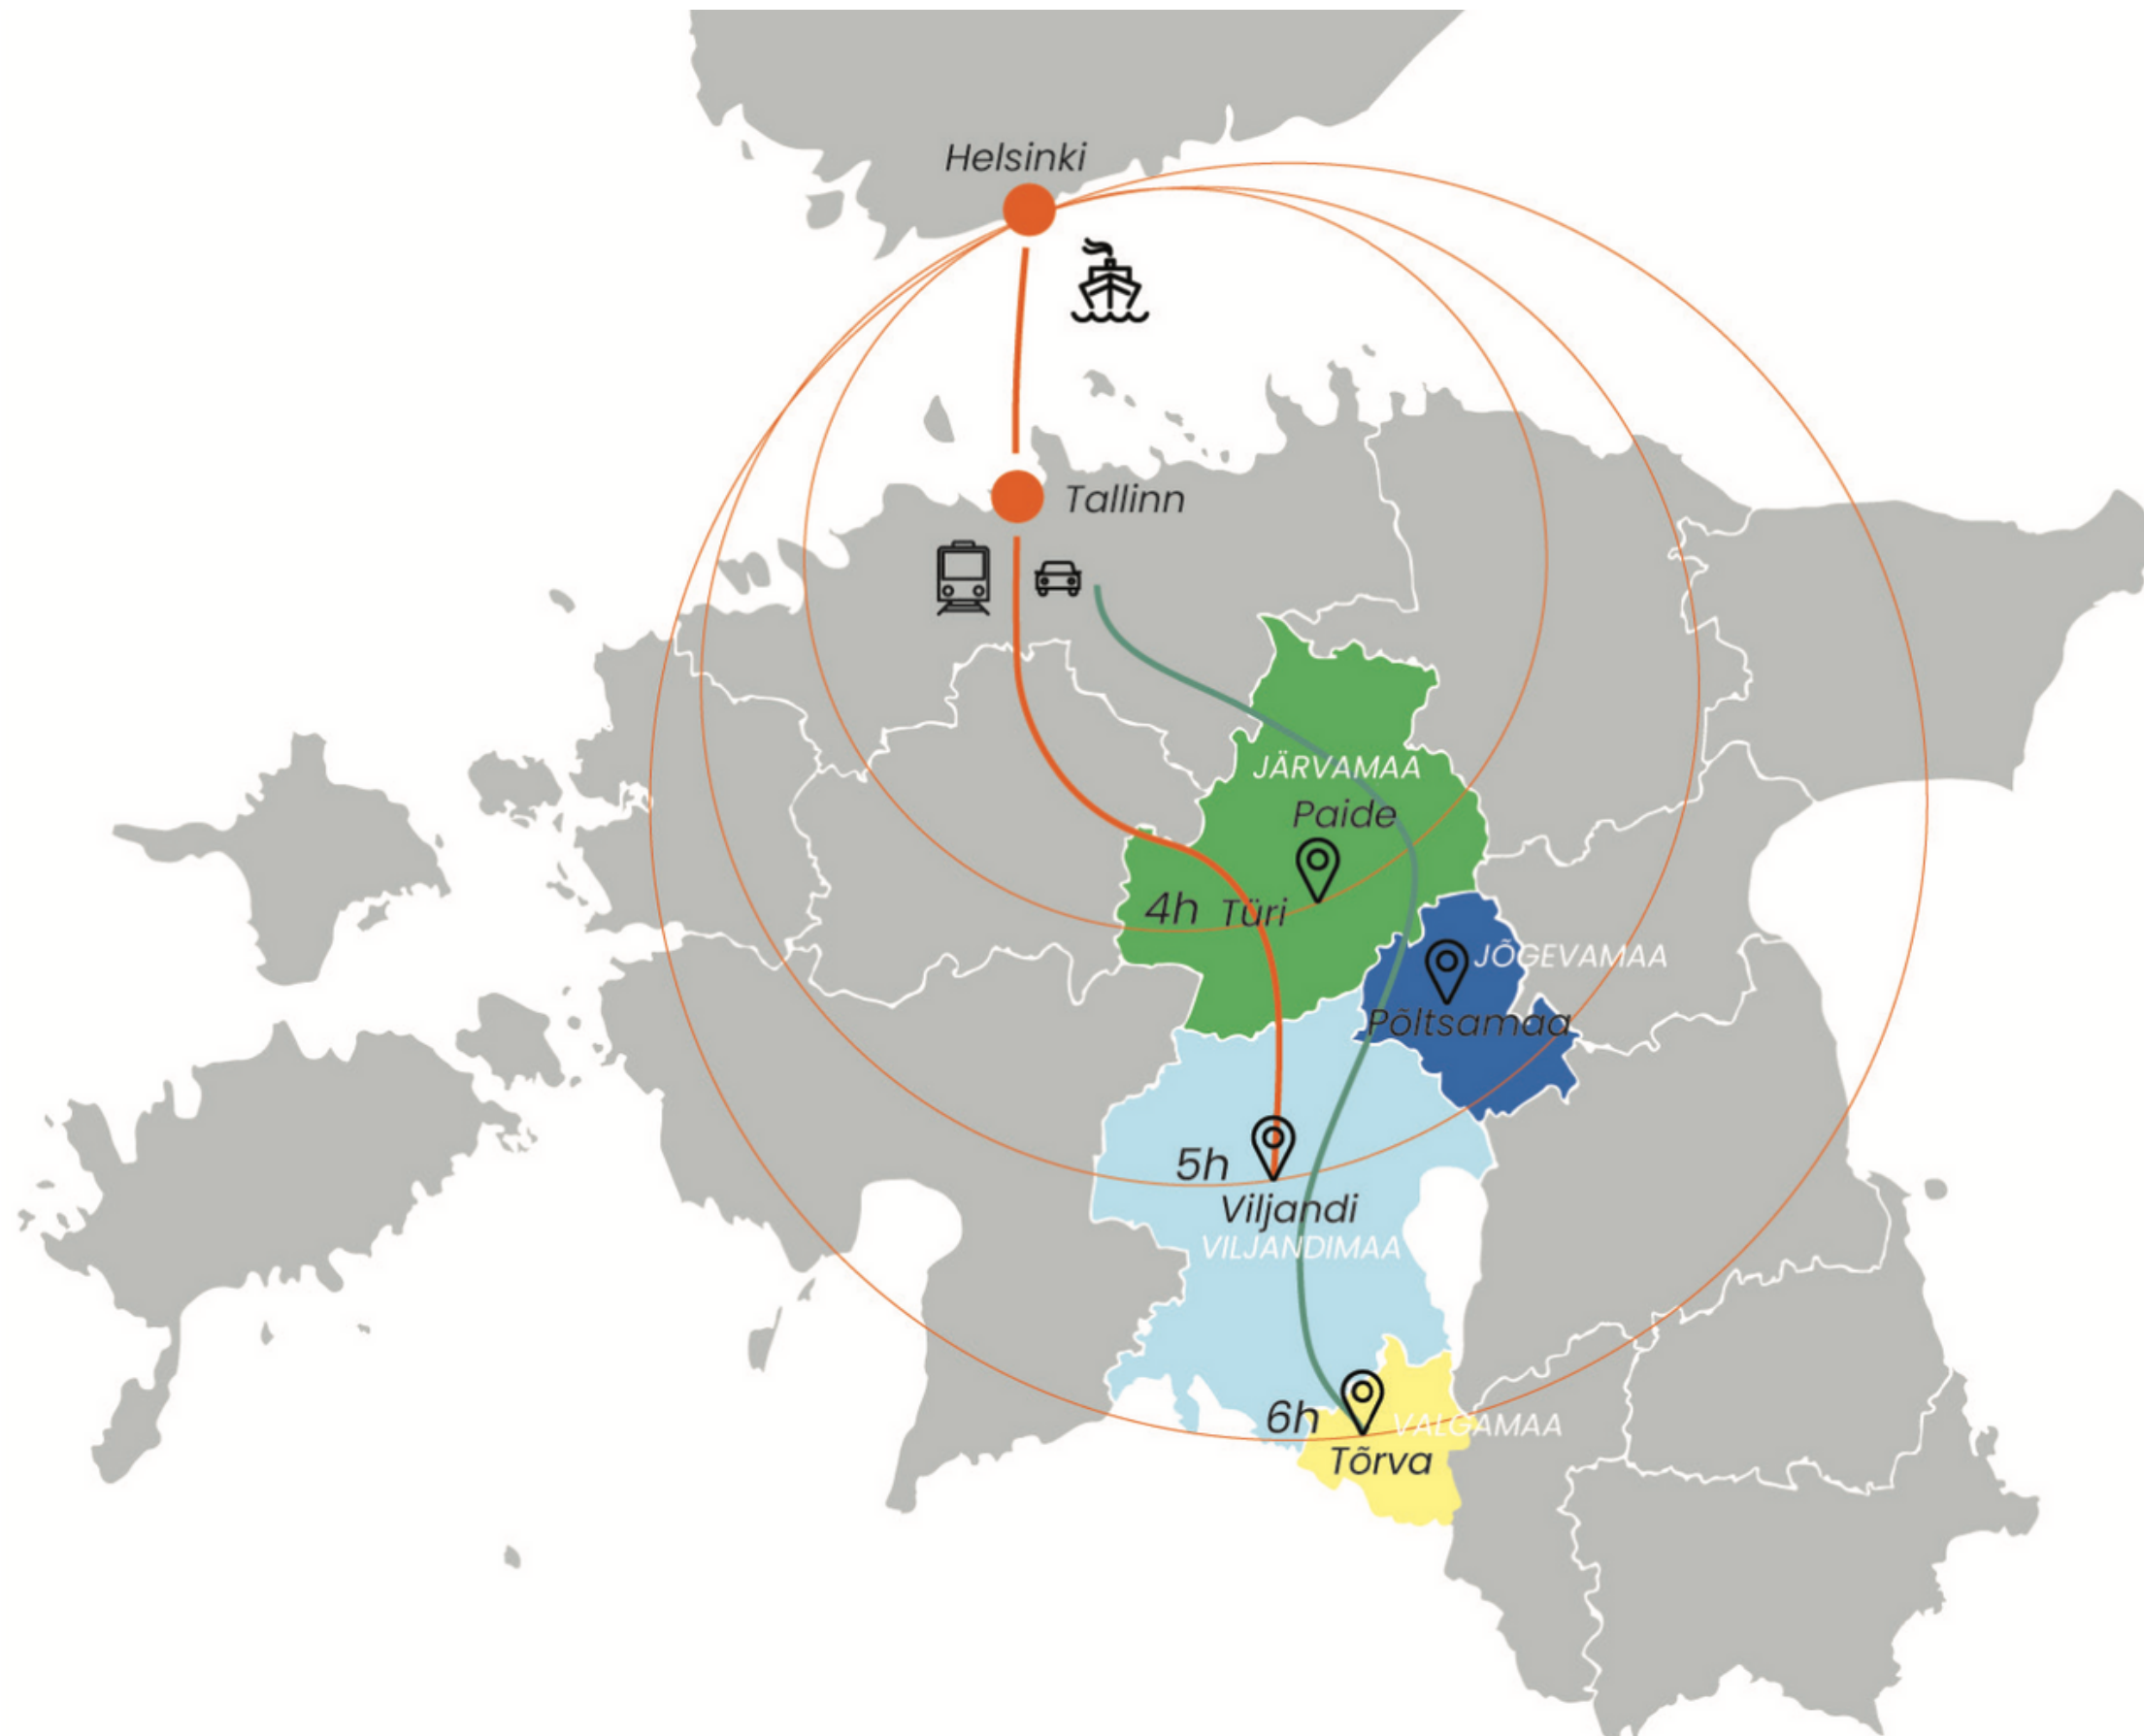 Helsinki
Tallinn
JÄRVAMAA
Paide
4h Türi
JÕGEVAMAA
Põltsamaa
5h
Viljandi
VILJANDIMAA
6h
VALGAMAA
Tõrva